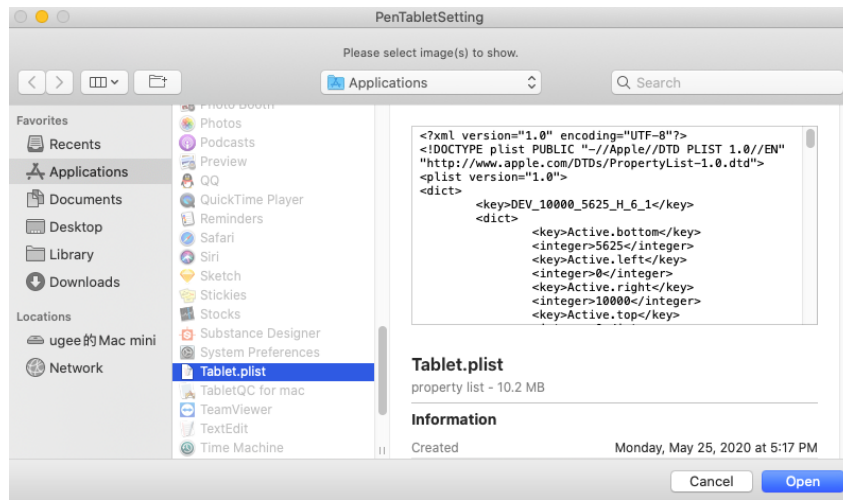 PenTabletSetting
Please select image(s) to show.
Applications
Search
Favorites
Recents
Applications
Documents
Desktop
Library
Downloads
Locations
ugee的Mac mini
Network
Photo Booth
Photos
Podcasts
Preview
QQ
QuickTime Player
Reminders
Safari
Siri
Sketch
Stickies
Stocks
Substance Designer
System Preferences
Tablet.plist
TabletQC for mac
TeamViewer
TextEdit
Time Machine
<?xml version="1.0" encoding="UTF-8"?>
<!DOCTYPE plist PUBLIC "-//Apple//DTD PLIST 1.0//EN"
"http://www.apple.com/DTDs/PropertyList-1.0.dtd">
<plist version="1.0">
<dict>
<key>DEV_10000_5625_H_6_1</key>
<dict>
<key>Active.bottom</key>
<integer>5625</integer>
<key>Active.left</key>
<integer>0</integer>
<key>Active.right</key>
<integer>10000</integer>
<key>Active.top</key>
Tablet.plist
property list - 10.2 MB
Information
Created Monday, May 25, 2020 at 5:17 PM
Cancel
Open